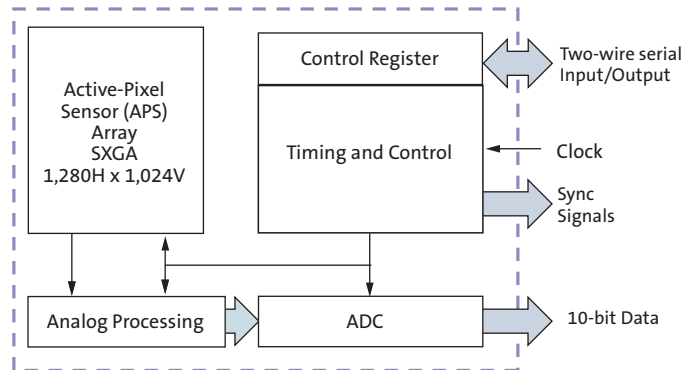 Active-Pixel
Sensor (APS)
Array
SXGA
1,280H x 1,024V
Control Register
Timing and Control
Two-wire serial
Input/Output
Clock
Sync
Signals
Analog Processing
ADC
10-bit Data